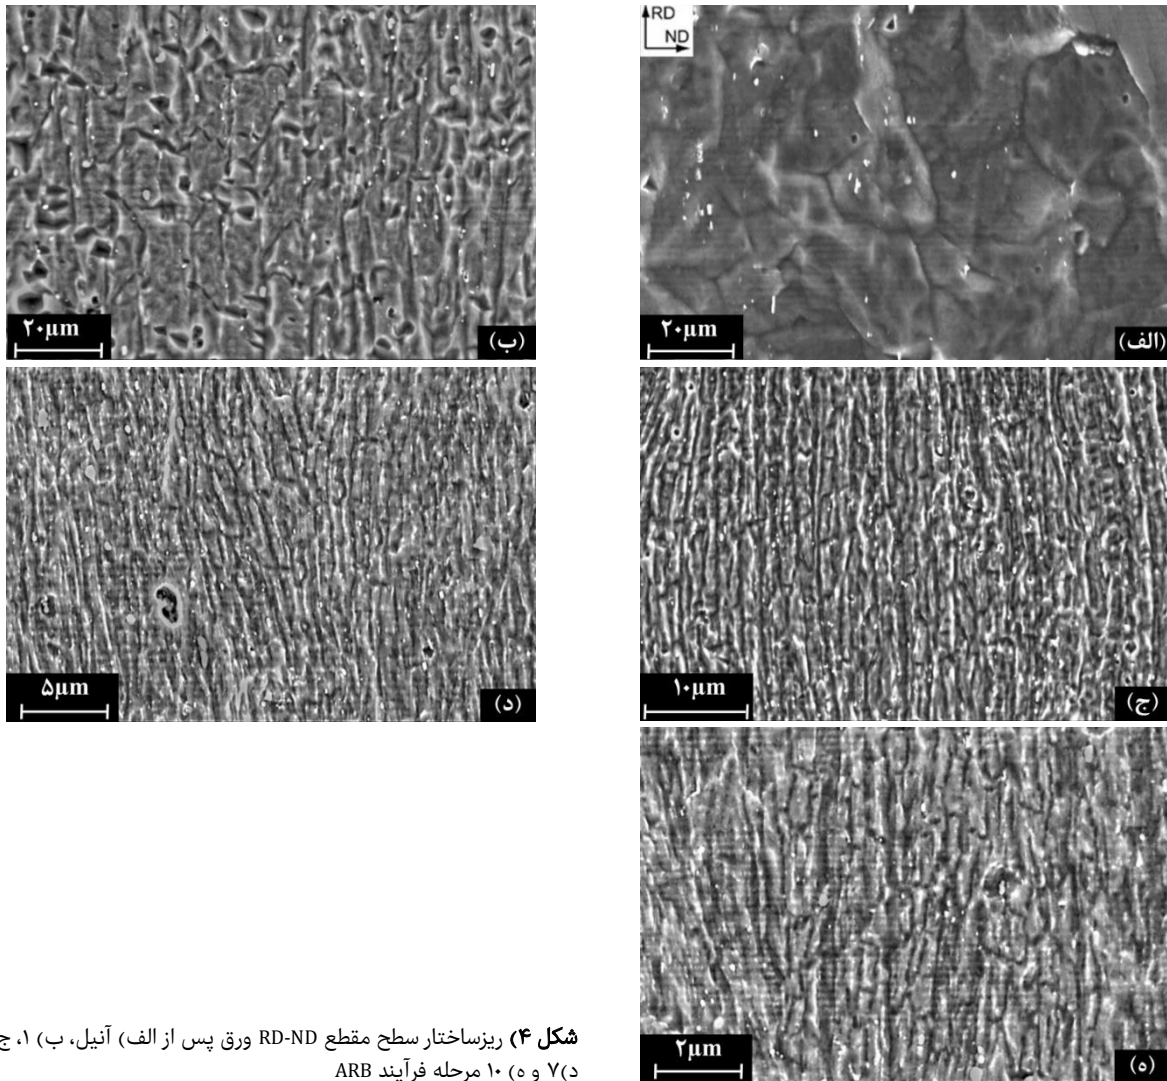 RD
ND
۲۰µm
(الف)
۲۰µm
(ب)
۱۰µm
(ج)
۵µm
(د)
۲µm
(ه)
شکل ۴) ریزساختار سطح مقطع RD-ND ورق پس از الف) آنیل، ب) ۱، ج
د)۷ و ه) ۱۰ مرحله فرآیند ARB